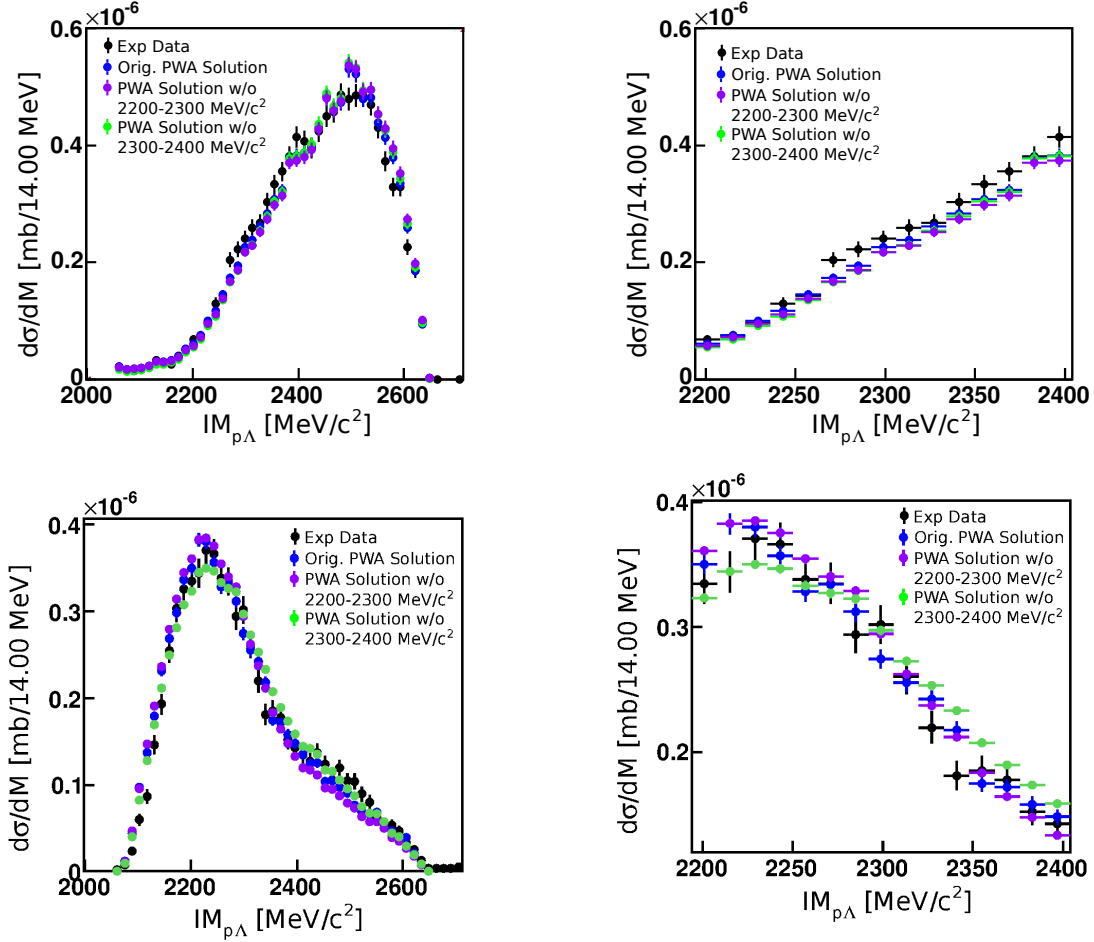 ×10⁻⁶
0.6
0.4
0.2
0
2000 2200 2400 2600
dσ/dM [mb/14.00 MeV]
IM_pΛ [MeV/c²]
Exp Data
Orig. PWA Solution
PWA Solution w/o
2200-2300 MeV/c²
PWA Solution w/o
2300-2400 MeV/c²
×10⁻⁶
0.6
0.4
0.2
0
2200 2250 2300 2350 2400
dσ/dM [mb/14.00 MeV]
IM_pΛ [MeV/c²]
Exp Data
Orig. PWA Solution
PWA Solution w/o
2200-2300 MeV/c²
PWA Solution w/o
2300-2400 MeV/c²
×10⁻⁶
0.4
0.3
0.2
0.1
0
2000 2200 2400 2600
dσ/dM [mb/14.00 MeV]
IM_pΛ [MeV/c²]
Exp Data
Orig. PWA Solution
PWA Solution w/o
2200-2300 MeV/c²
PWA Solution w/o
2300-2400 MeV/c²
×10⁻⁶
0.4
0.3
0.2
2200 2250 2300 2350 2400
dσ/dM [mb/14.00 MeV]
IM_pΛ [MeV/c²]
Exp Data
Orig. PWA Solution
PWA Solution w/o
2200-2300 MeV/c²
PWA Solution w/o
2300-2400 MeV/c²